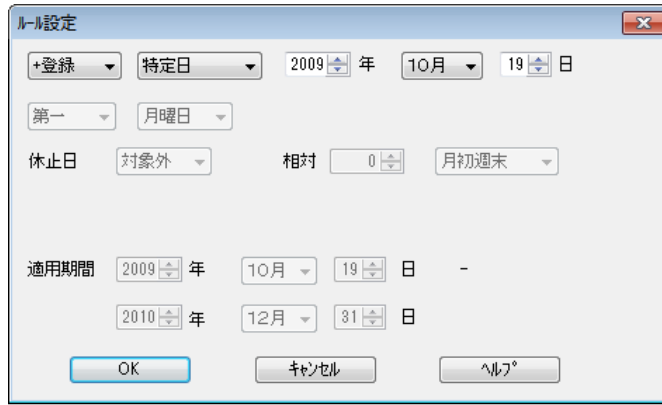 ルール設定
+登録 特定日 2009 年 10月 19 日
第一 月曜日
休止日 対象外 相対 0 月初週末
適用期間 2009 年 10月 19 日 -
2010 年 12月 31 日
OK キャンセル ヘルプ